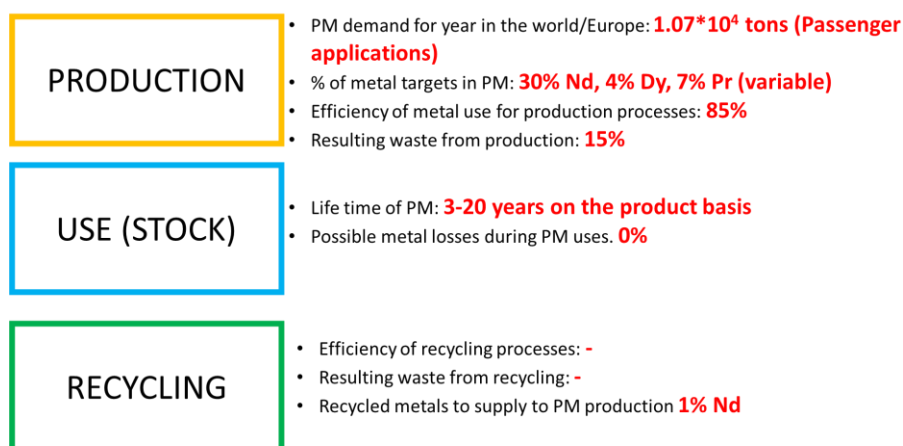 PRODUCTION
• PM demand for year in the world/Europe: 1.07*10⁴ tons (Passenger
applications)
• % of metal targets in PM: 30% Nd, 4% Dy, 7% Pr (variable)
• Efficiency of metal use for production processes: 85%
• Resulting waste from production: 15%
USE (STOCK)
• Life time of PM: 3-20 years on the product basis
• Possible metal losses during PM uses. 0%
RECYCLING
• Efficiency of recycling processes: -
• Resulting waste from recycling: -
• Recycled metals to supply to PM production 1% Nd